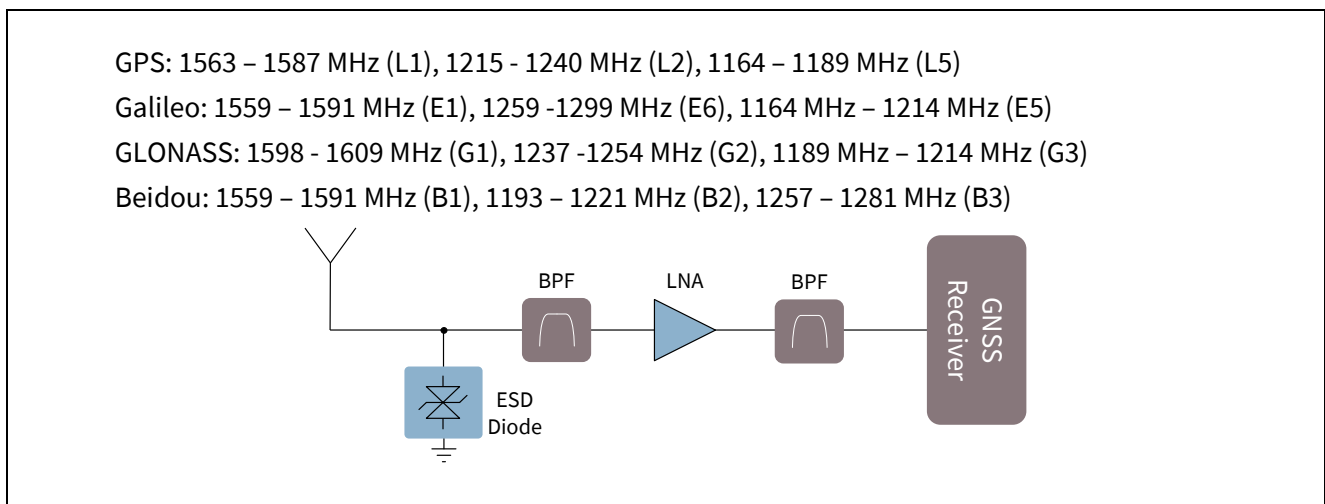 GPS: 1563 – 1587 MHz (L1), 1215 - 1240 MHz (L2), 1164 – 1189 MHz (L5)
Galileo: 1559 – 1591 MHz (E1), 1259 -1299 MHz (E6), 1164 MHz – 1214 MHz (E5)
GLONASS: 1598 - 1609 MHz (G1), 1237 -1254 MHz (G2), 1189 MHz – 1214 MHz (G3)
Beidou: 1559 – 1591 MHz (B1), 1193 – 1221 MHz (B2), 1257 – 1281 MHz (B3)
BPF
LNA
BPF
GNSS
Receiver
ESD
Diode